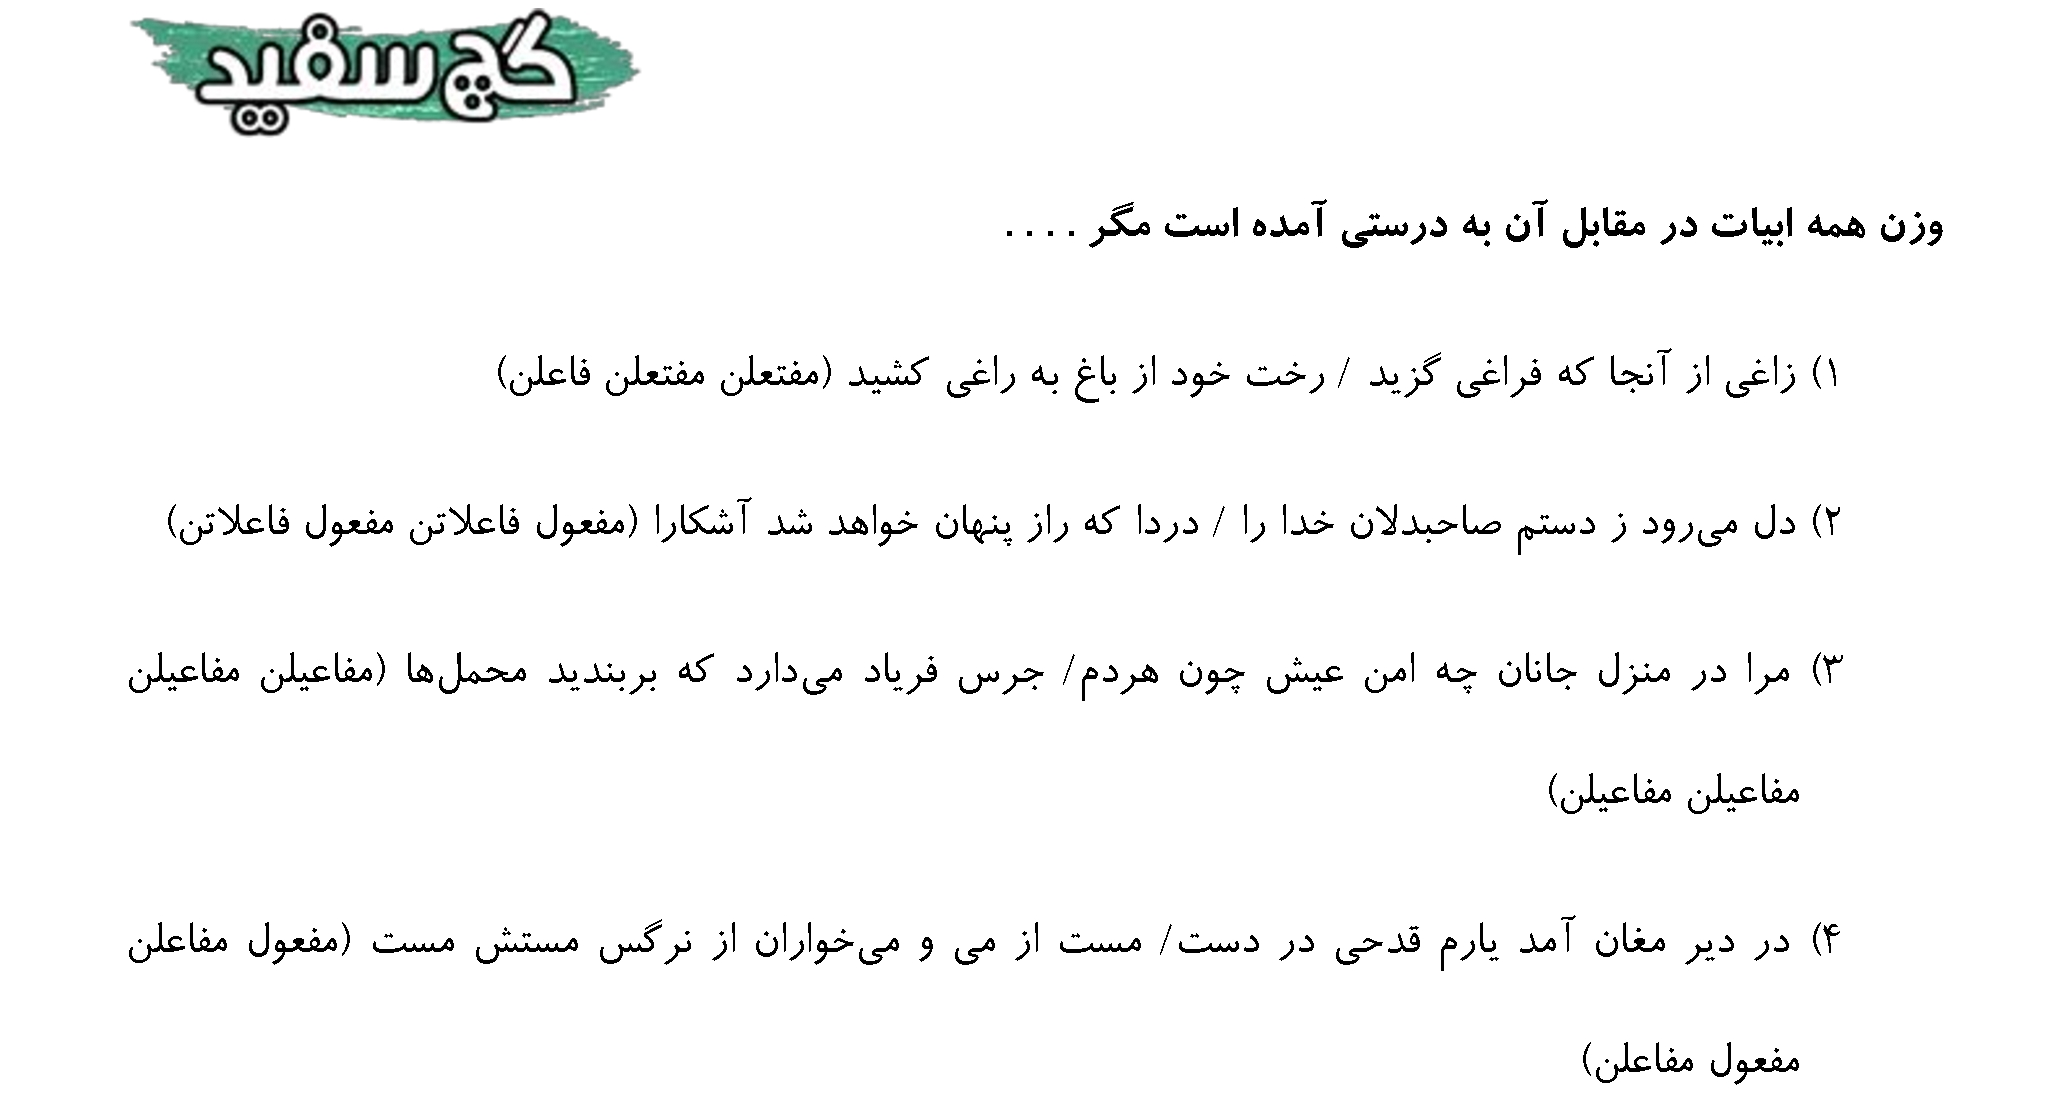 گچ سفید
وزن همه ابیات در مقابل آن به درستی آمده است مگر . . . .
۱) زاغی از آنجا که فراغی گزید / رخت خود از باغ به راغی کشید (مفتعلن مفتعلن فاعلن)
۲) دل می‌رود ز دستم صاحبدلان خدا را / دردا که راز پنهان خواهد شد آشکارا (مفعول فاعلاتن مفعول فاعلاتن)
۳) مرا در منزل جانان چه امن عیش چون هردم/ جرس فریاد می‌دارد که بربندید محمل‌ها (مفاعیلن مفاعیلن
مفاعیلن مفاعیلن)
۴) در دیر مغان آمد یارم قدحی در دست/ مست از می و می‌خواران از نرگس مستش مست (مفعول مفاعلن
مفعول مفاعلن)